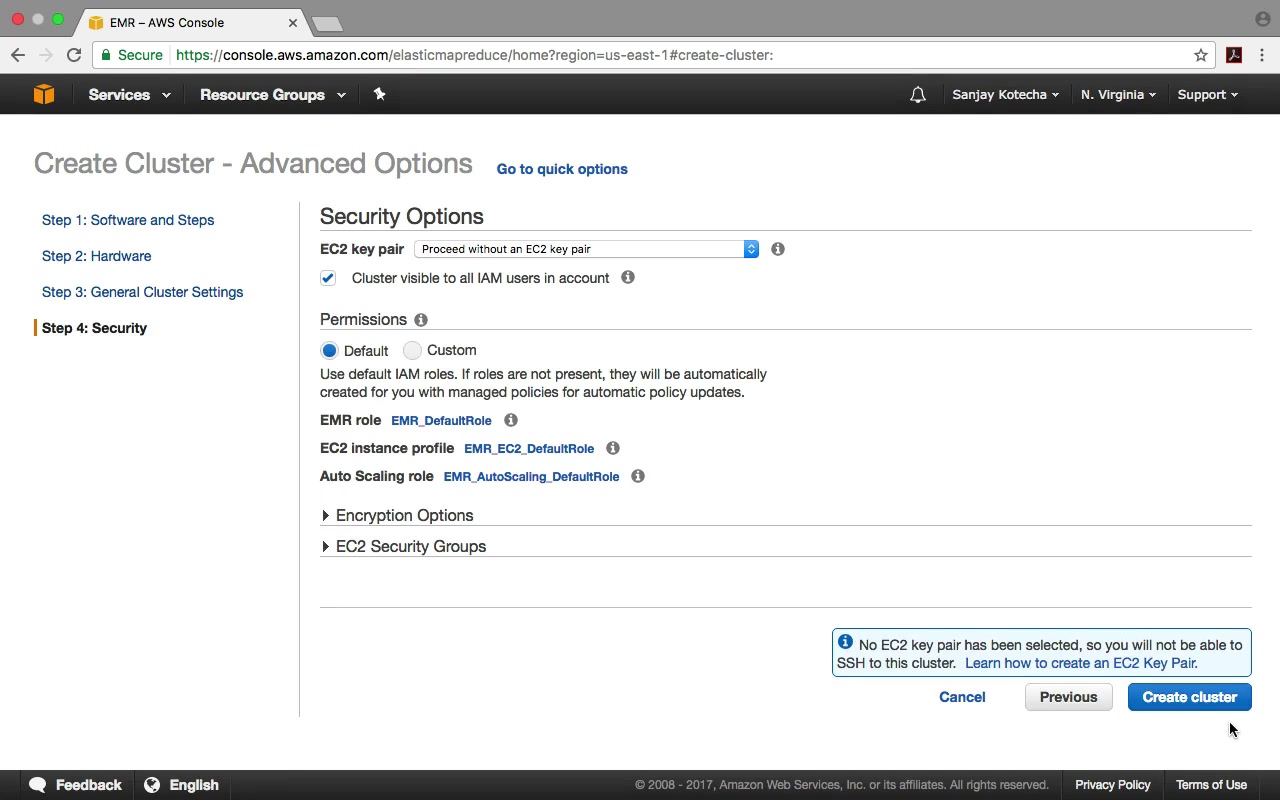 EMR – AWS Console
Secure https://console.aws.amazon.com/elasticmapreduce/home?region=us-east-1#create-cluster:
Services Resource Groups Sanjay Kotecha N. Virginia Support
Create Cluster - Advanced Options Go to quick options
Step 1: Software and Steps
Step 2: Hardware
Step 3: General Cluster Settings
Step 4: Security
Security Options
EC2 key pair Proceed without an EC2 key pair
Cluster visible to all IAM users in account
Permissions
Default Custom
Use default IAM roles. If roles are not present, they will be automatically
created for you with managed policies for automatic policy updates.
EMR role EMR_DefaultRole
EC2 instance profile EMR_EC2_DefaultRole
Auto Scaling role EMR_AutoScaling_DefaultRole
Encryption Options
EC2 Security Groups
No EC2 key pair has been selected, so you will not be able to
SSH to this cluster. Learn how to create an EC2 Key Pair.
Cancel Previous Create cluster
Feedback English © 2008 - 2017, Amazon Web Services, Inc. or its affiliates. All rights reserved. Privacy Policy Terms of Use